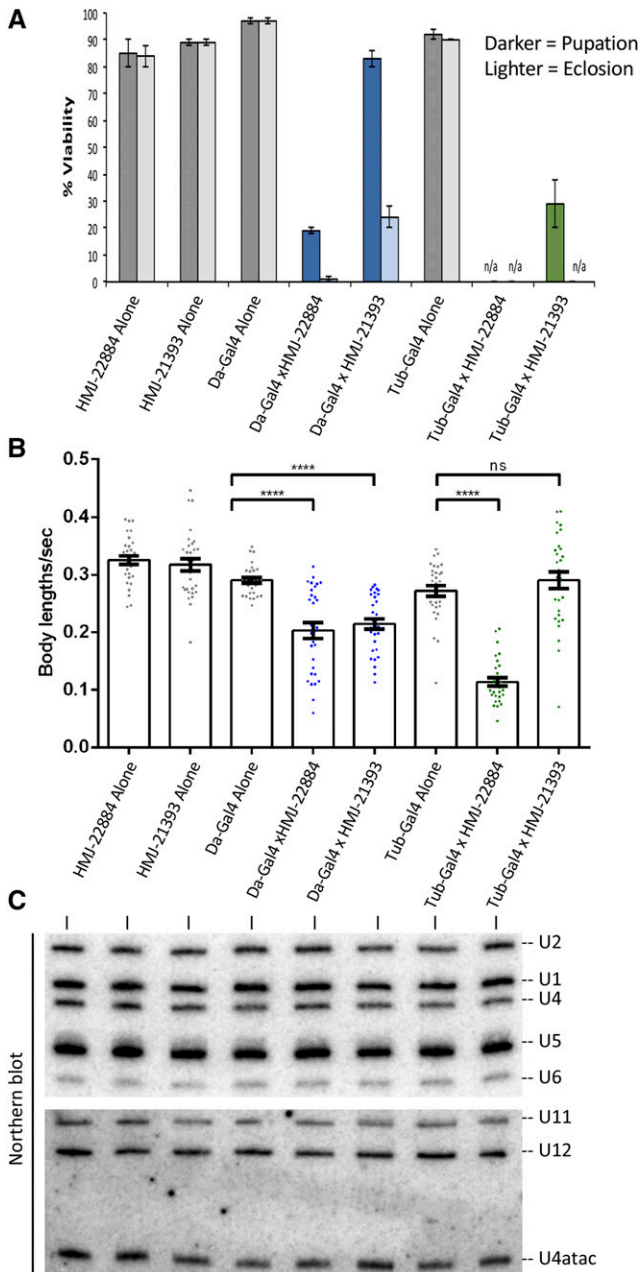 A
Darker = Pupation
Lighter = Eclosion
% Viability
100
90
80
70
60
50
40
30
20
10
0
n/a n/a n/a
HMJ-22884 Alone
HMJ-21393 Alone
Da-Gal4 Alone
Da-Gal4 xHMJ-22884
Da-Gal4 x HMJ-21393
Tub-Gal4 Alone
Tub-Gal4 x HMJ-22884
Tub-Gal4 x HMJ-21393
B
Body lengths/sec
0.5
0.4
0.3
0.2
0.1
0.0
**** ns
**** ****
HMJ-22884 Alone
HMJ-21393 Alone
Da-Gal4 Alone
Da-Gal4 xHMJ-22884
Da-Gal4 x HMJ-21393
Tub-Gal4 Alone
Tub-Gal4 x HMJ-22884
Tub-Gal4 x HMJ-21393
C
Northern blot
-- U2
-- U1
-- U4
-- U5
-- U6
-- U11
-- U12
-- U4atac